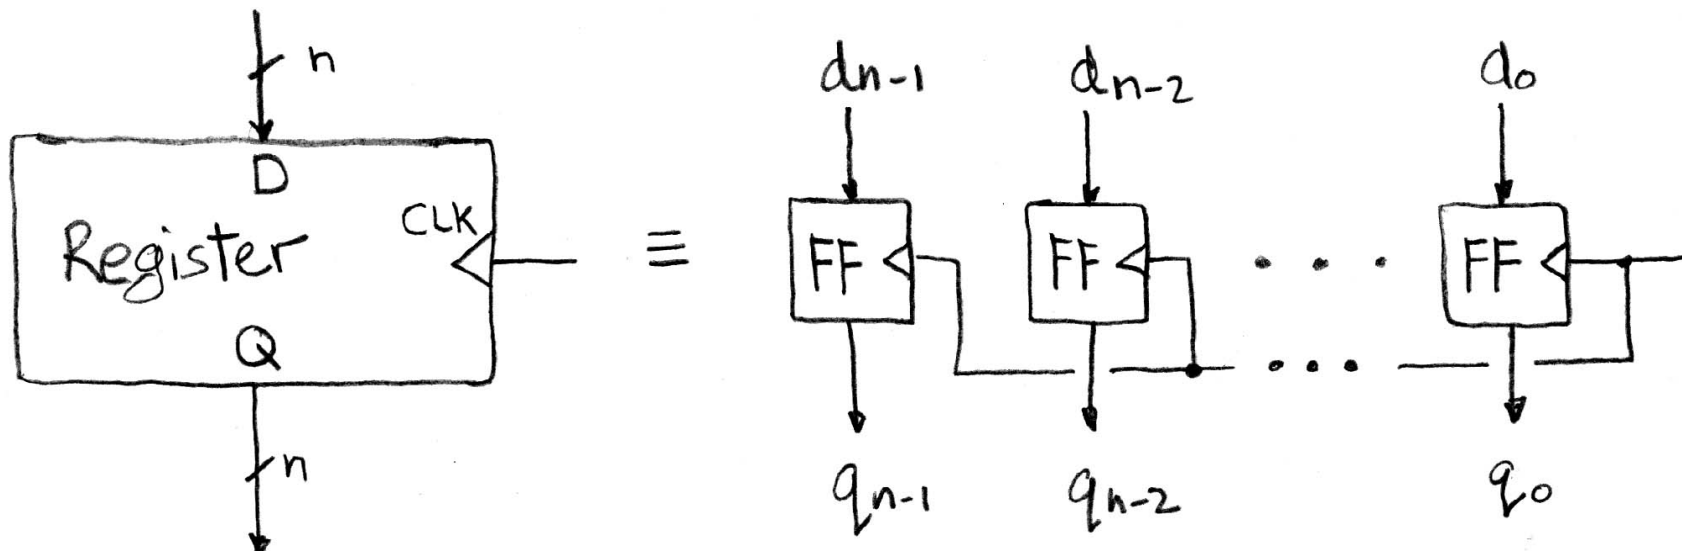 n
D
CLK
Register
Q
n
≡
dn-1 dn-2 d0
FF FF . . . FF
. . .
qn-1 qn-2 q0